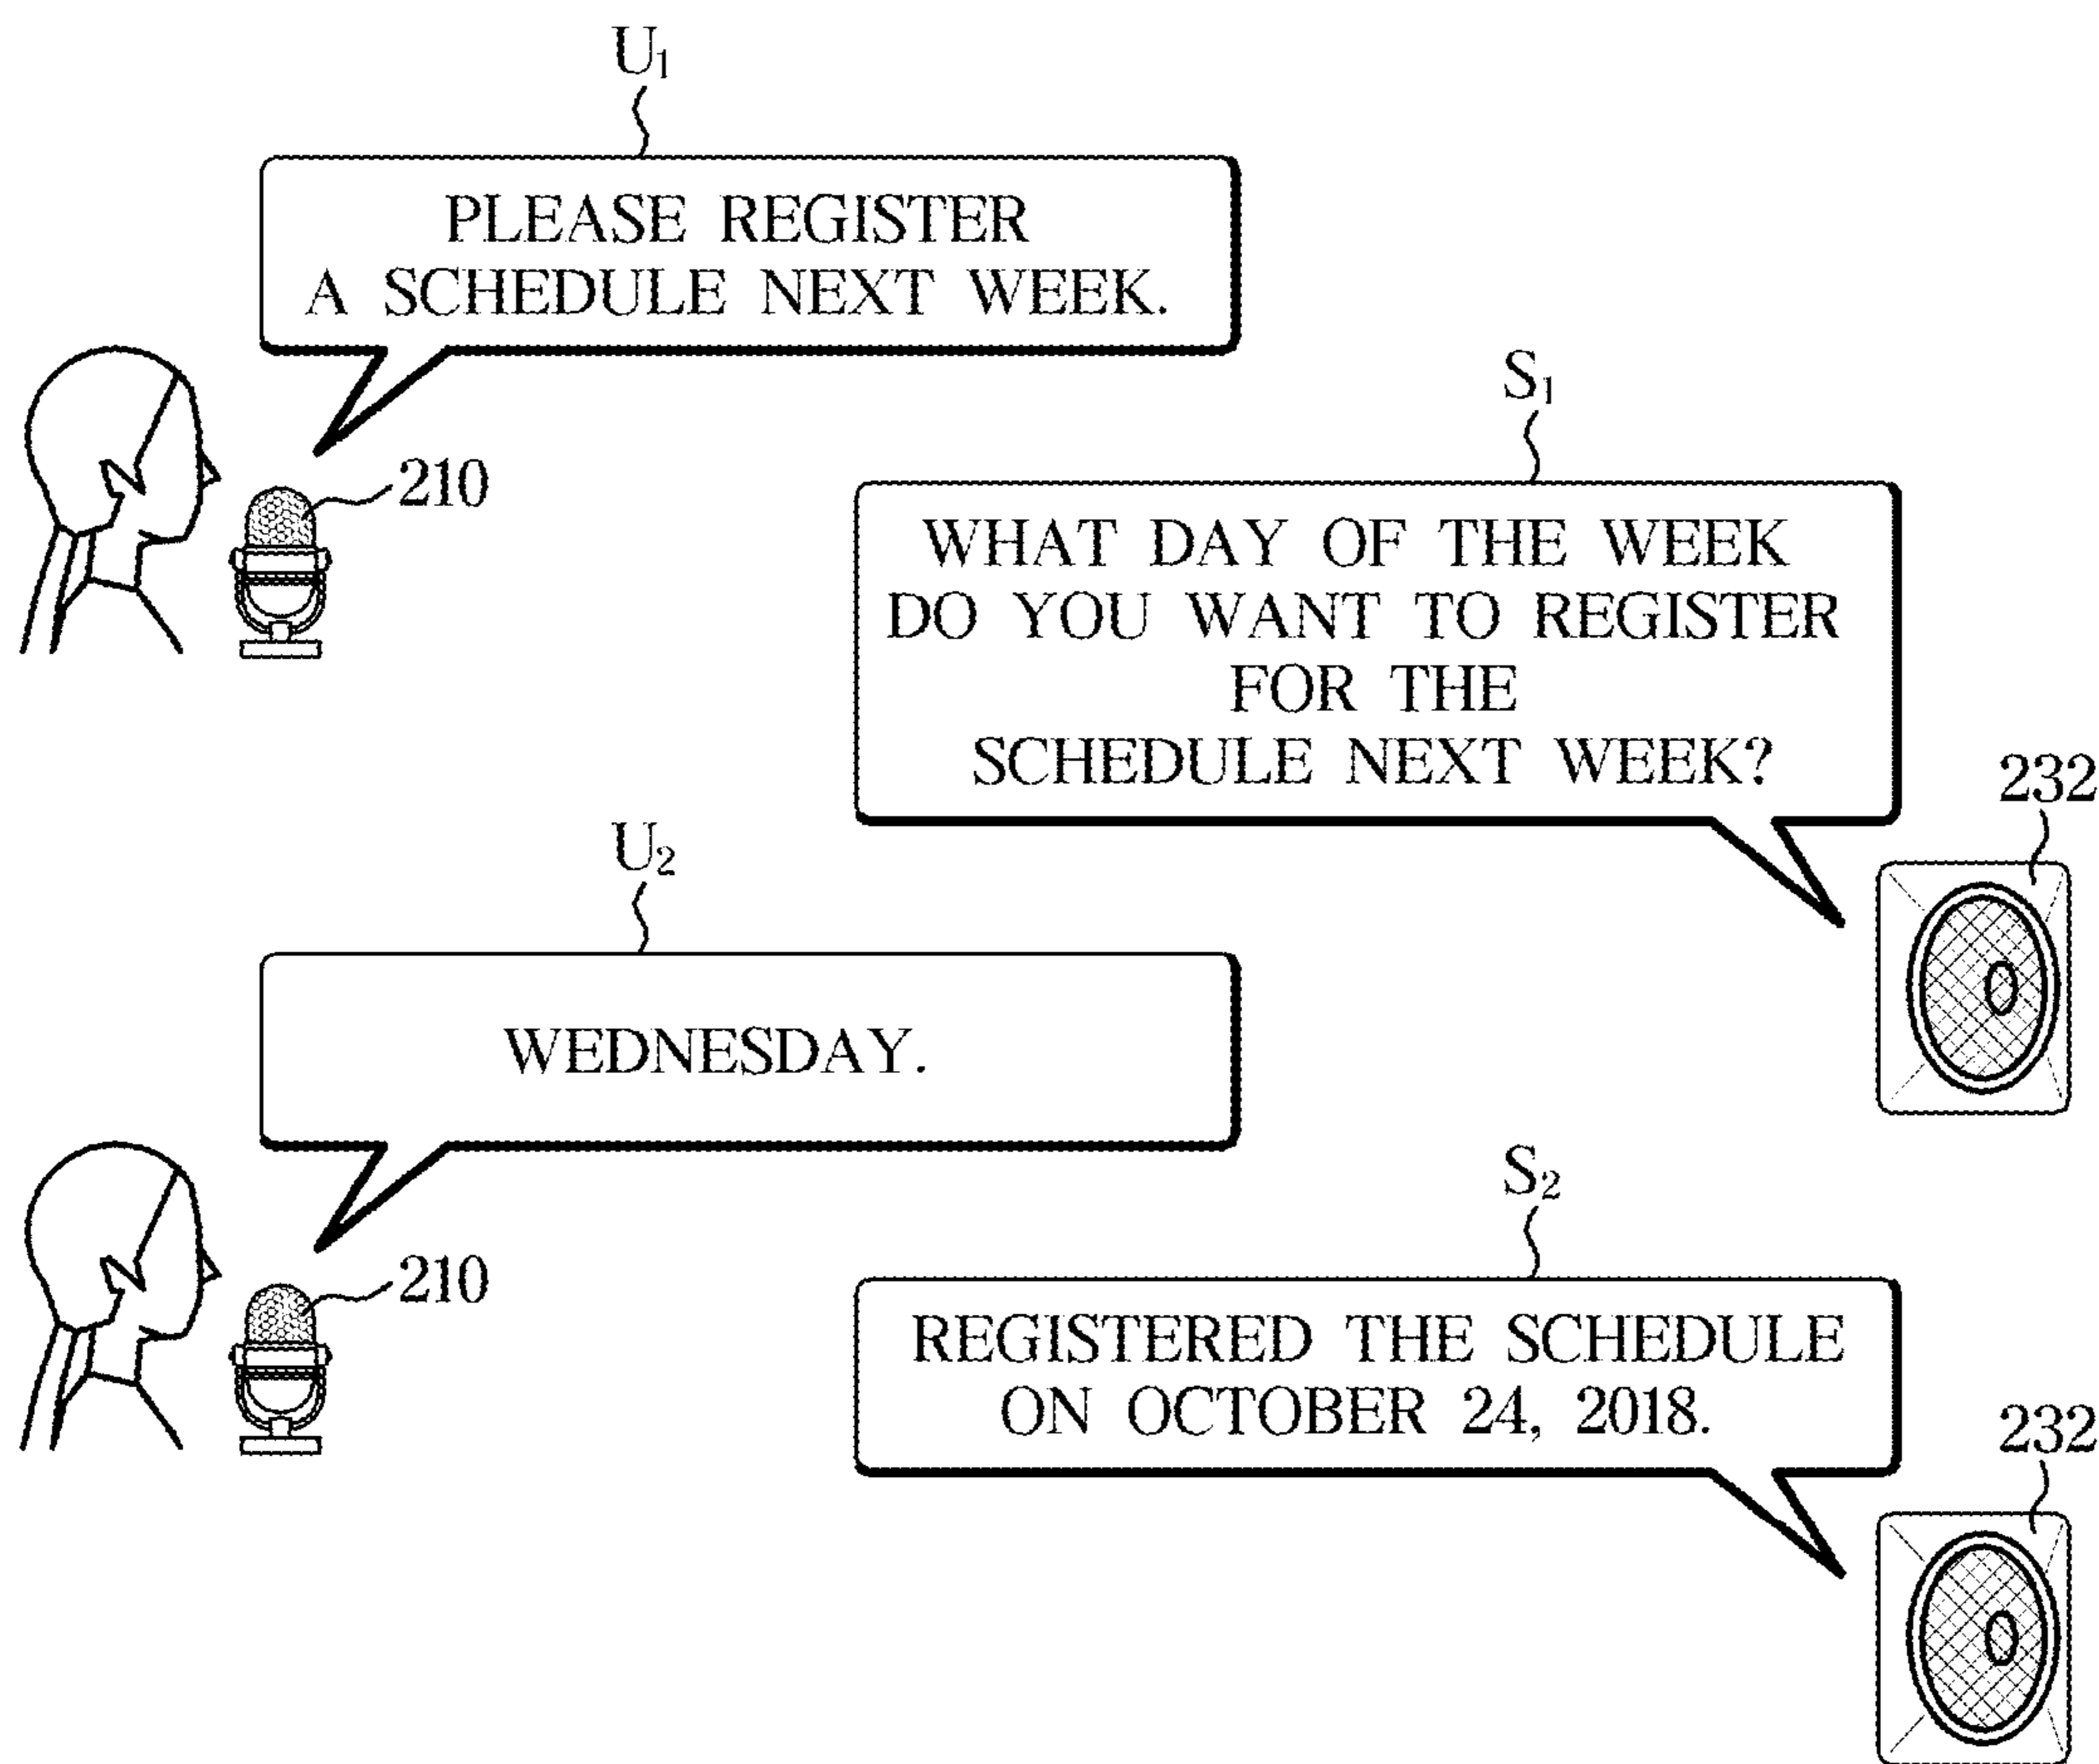 U₁
PLEASE REGISTER
A SCHEDULE NEXT WEEK.
210
S₁
WHAT DAY OF THE WEEK
DO YOU WANT TO REGISTER
FOR THE
SCHEDULE NEXT WEEK?
232
U₂
WEDNESDAY.
210
S₂
REGISTERED THE SCHEDULE
ON OCTOBER 24, 2018.
232